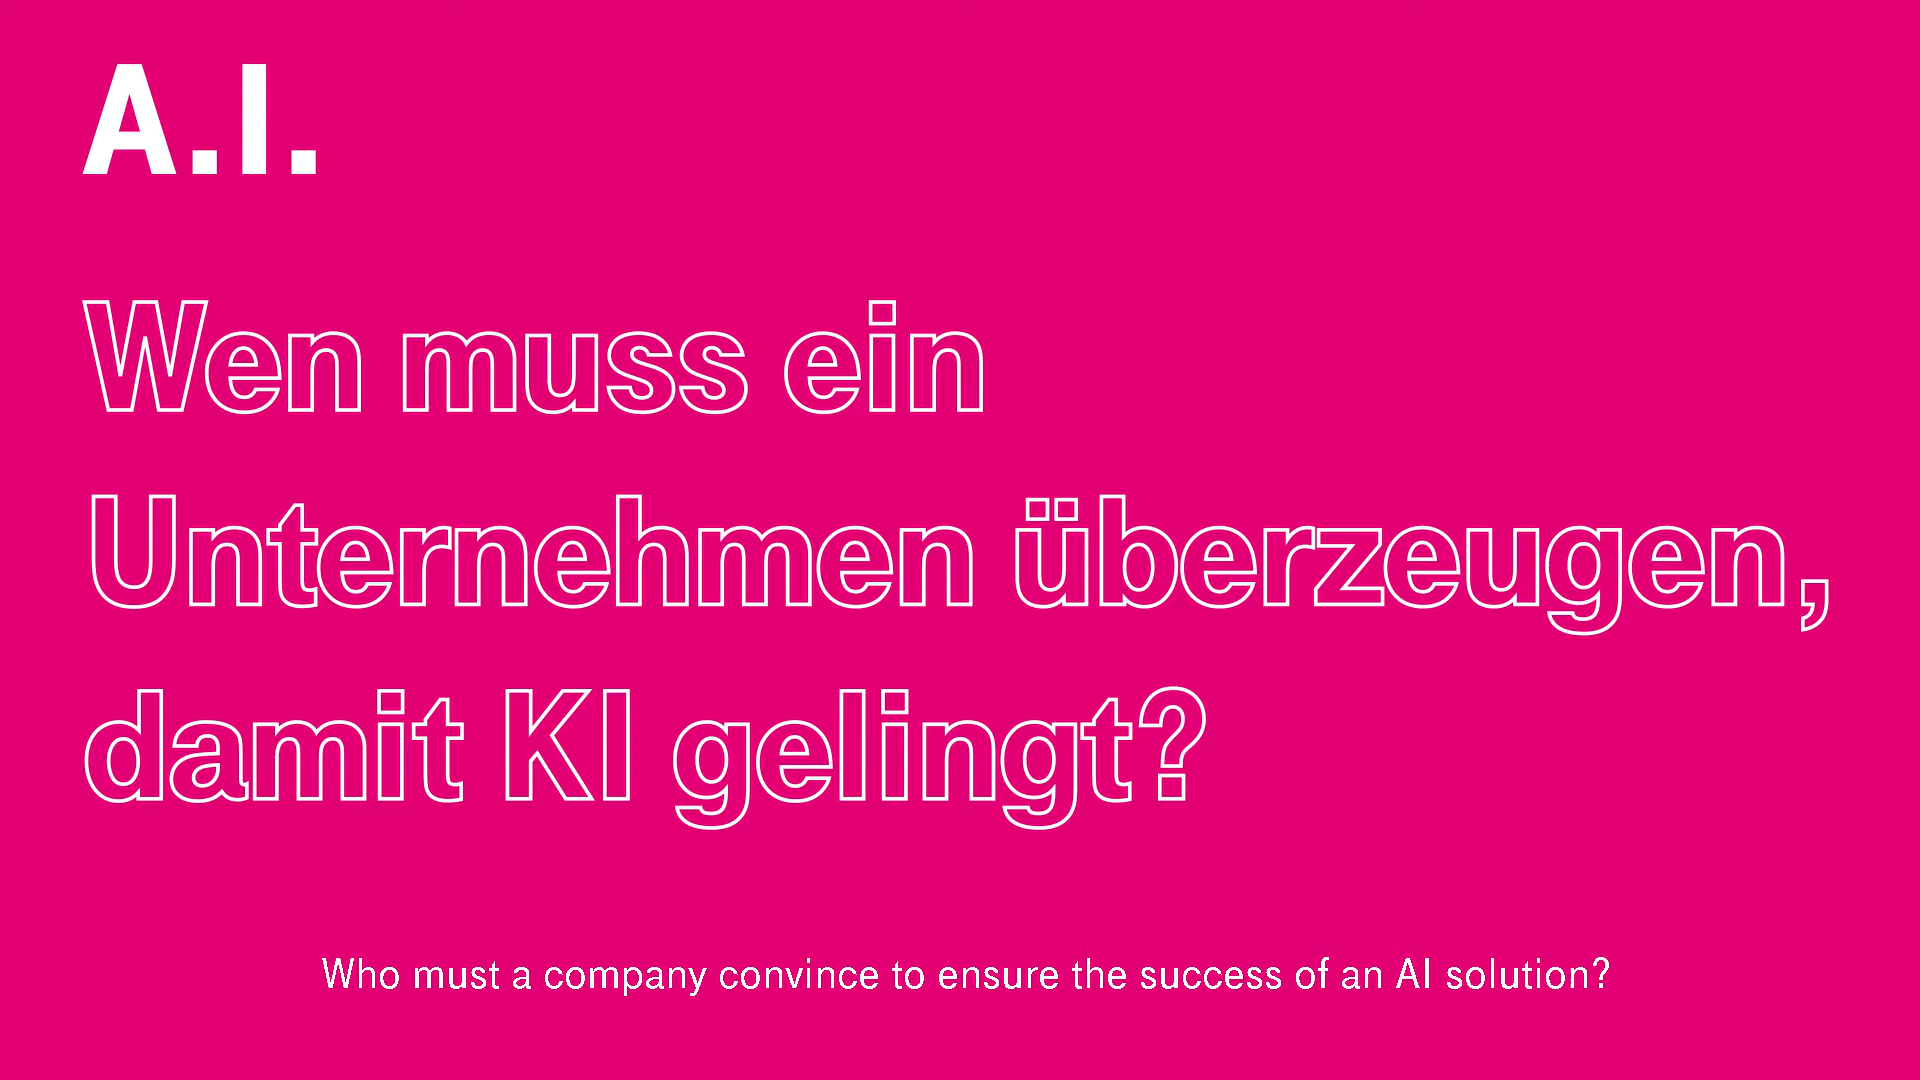 A.I.
Wen muss ein
Unternehmen überzeugen,
damit KI gelingt?
Who must a company convince to ensure the success of an AI solution?